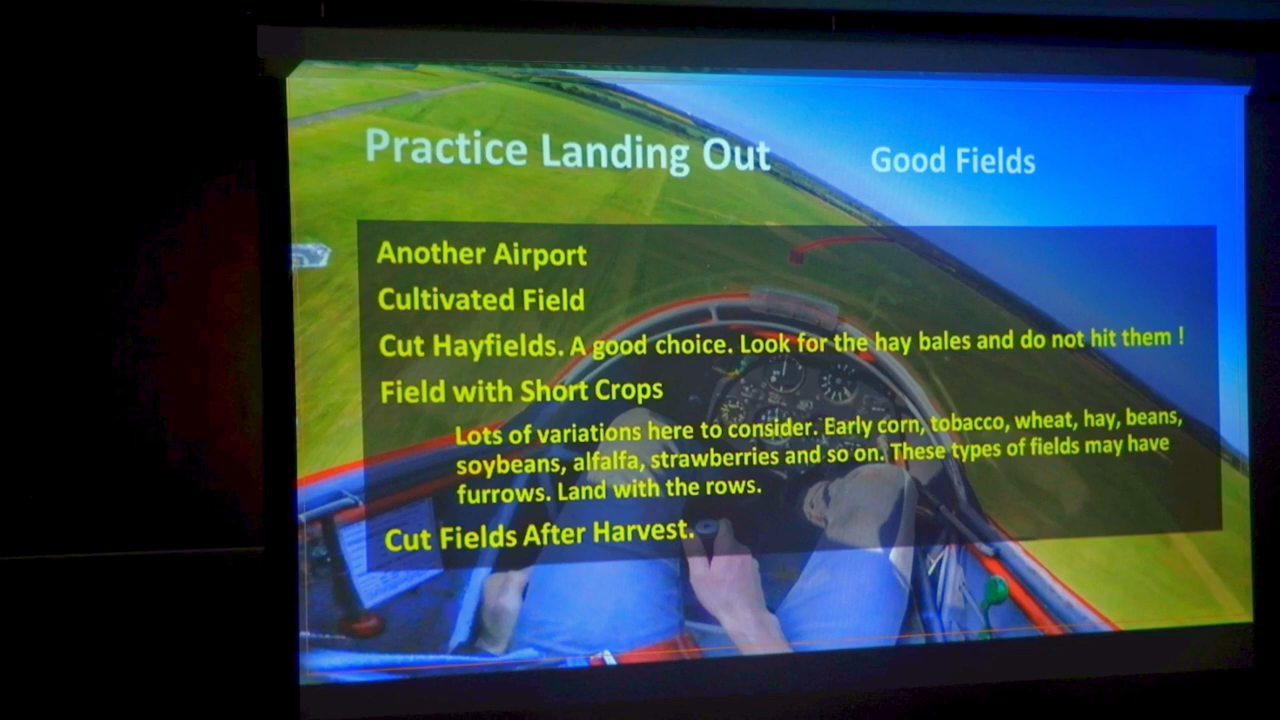 Practice Landing Out
Good Fields
Another Airport
Cultivated Field
Cut Hayfields. A good choice. Look for the hay bales and do not hit them !
Field with Short Crops
Lots of variations here to consider. Early corn, tobacco, wheat, hay, beans,
soybeans, alfalfa, strawberries and so on. These types of fields may have
furrows. Land with the rows.
Cut Fields After Harvest.